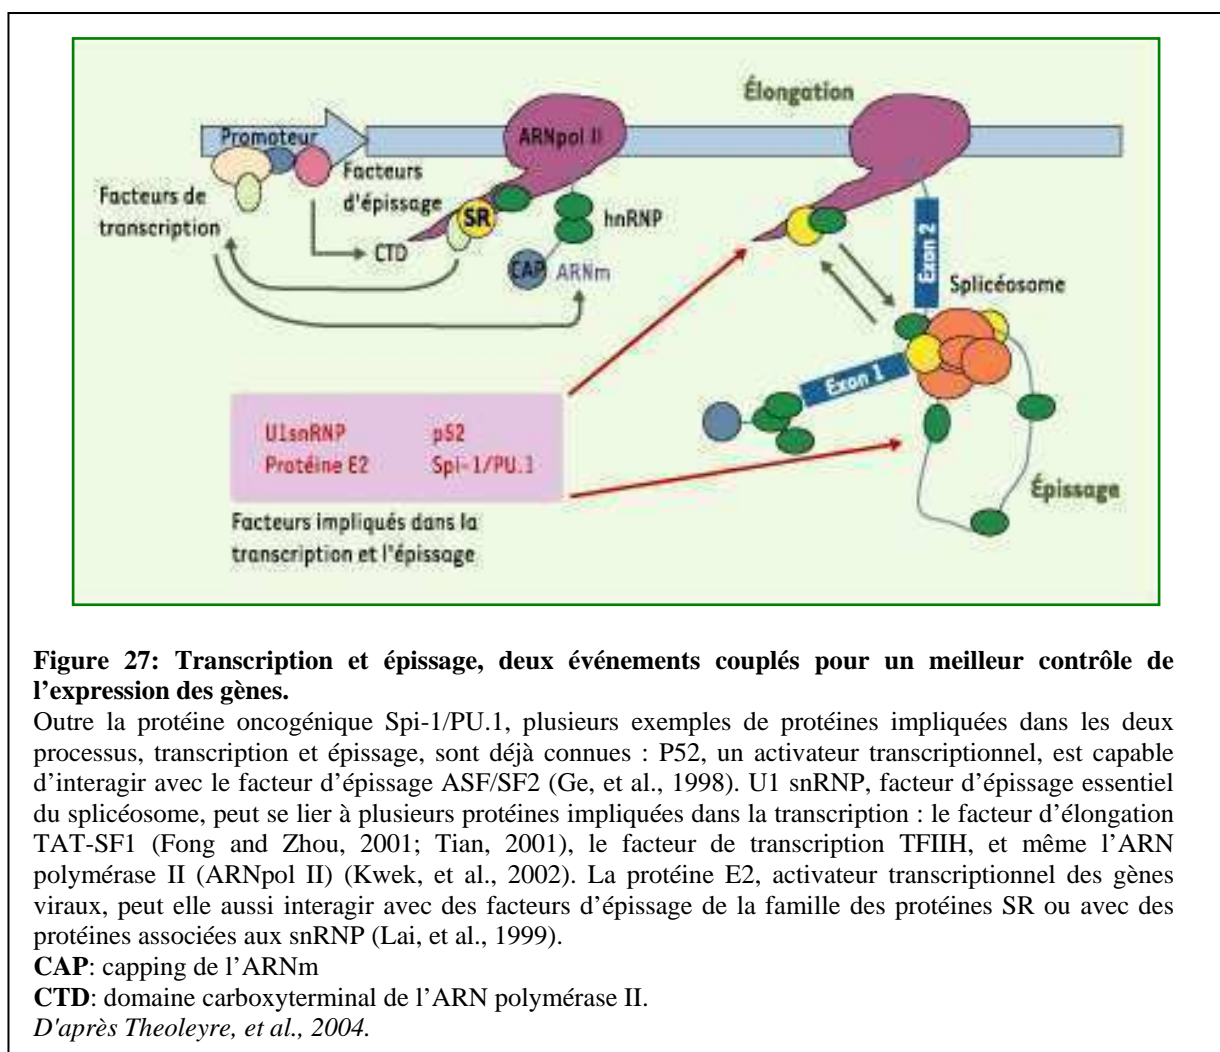 Élongation
Promoteur
ARNpol II
Facteurs de
transcription
Facteurs
d'épissage
SR
CTD
hnRNP
CAP ARNm
Exon 2
Splicéosome
Exon 1
Épissage
U1snRNP p52
Protéine E2 Spi-1/PU.1
Facteurs impliqués dans la
transcription et l'épissage
Figure 27: Transcription et épissage, deux événements couplés pour un meilleur contrôle de
l’expression des gènes.
Outre la protéine oncogénique Spi-1/PU.1, plusieurs exemples de protéines impliquées dans les deux
processus, transcription et épissage, sont déjà connues : P52, un activateur transcriptionnel, est capable
d’interagir avec le facteur d’épissage ASF/SF2 (Ge, et al., 1998). U1 snRNP, facteur d’épissage essentiel
du splicéosome, peut se lier à plusieurs protéines impliquées dans la transcription : le facteur d’élongation
TAT-SF1 (Fong and Zhou, 2001; Tian, 2001), le facteur de transcription TFIIH, et même l’ARN
polymérase II (ARNpol II) (Kwek, et al., 2002). La protéine E2, activateur transcriptionnel des gènes
viraux, peut elle aussi interagir avec des facteurs d’épissage de la famille des protéines SR ou avec des
protéines associées aux snRNP (Lai, et al., 1999).
CAP: capping de l’ARNm
CTD: domaine carboxyterminal de l’ARN polymérase II.
D'après Theoleyre, et al., 2004.